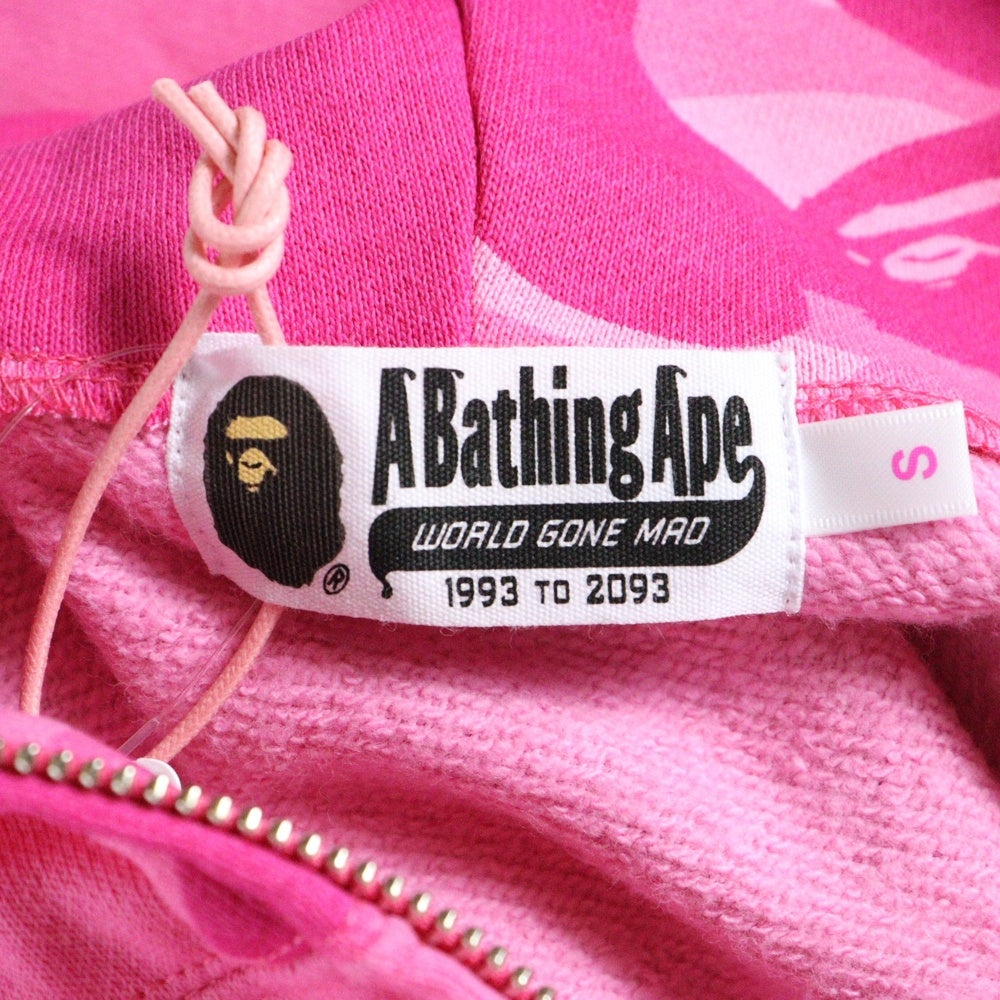 A Bathing Ape
WORLD GONE MAD
1993 TO 2093
®
S